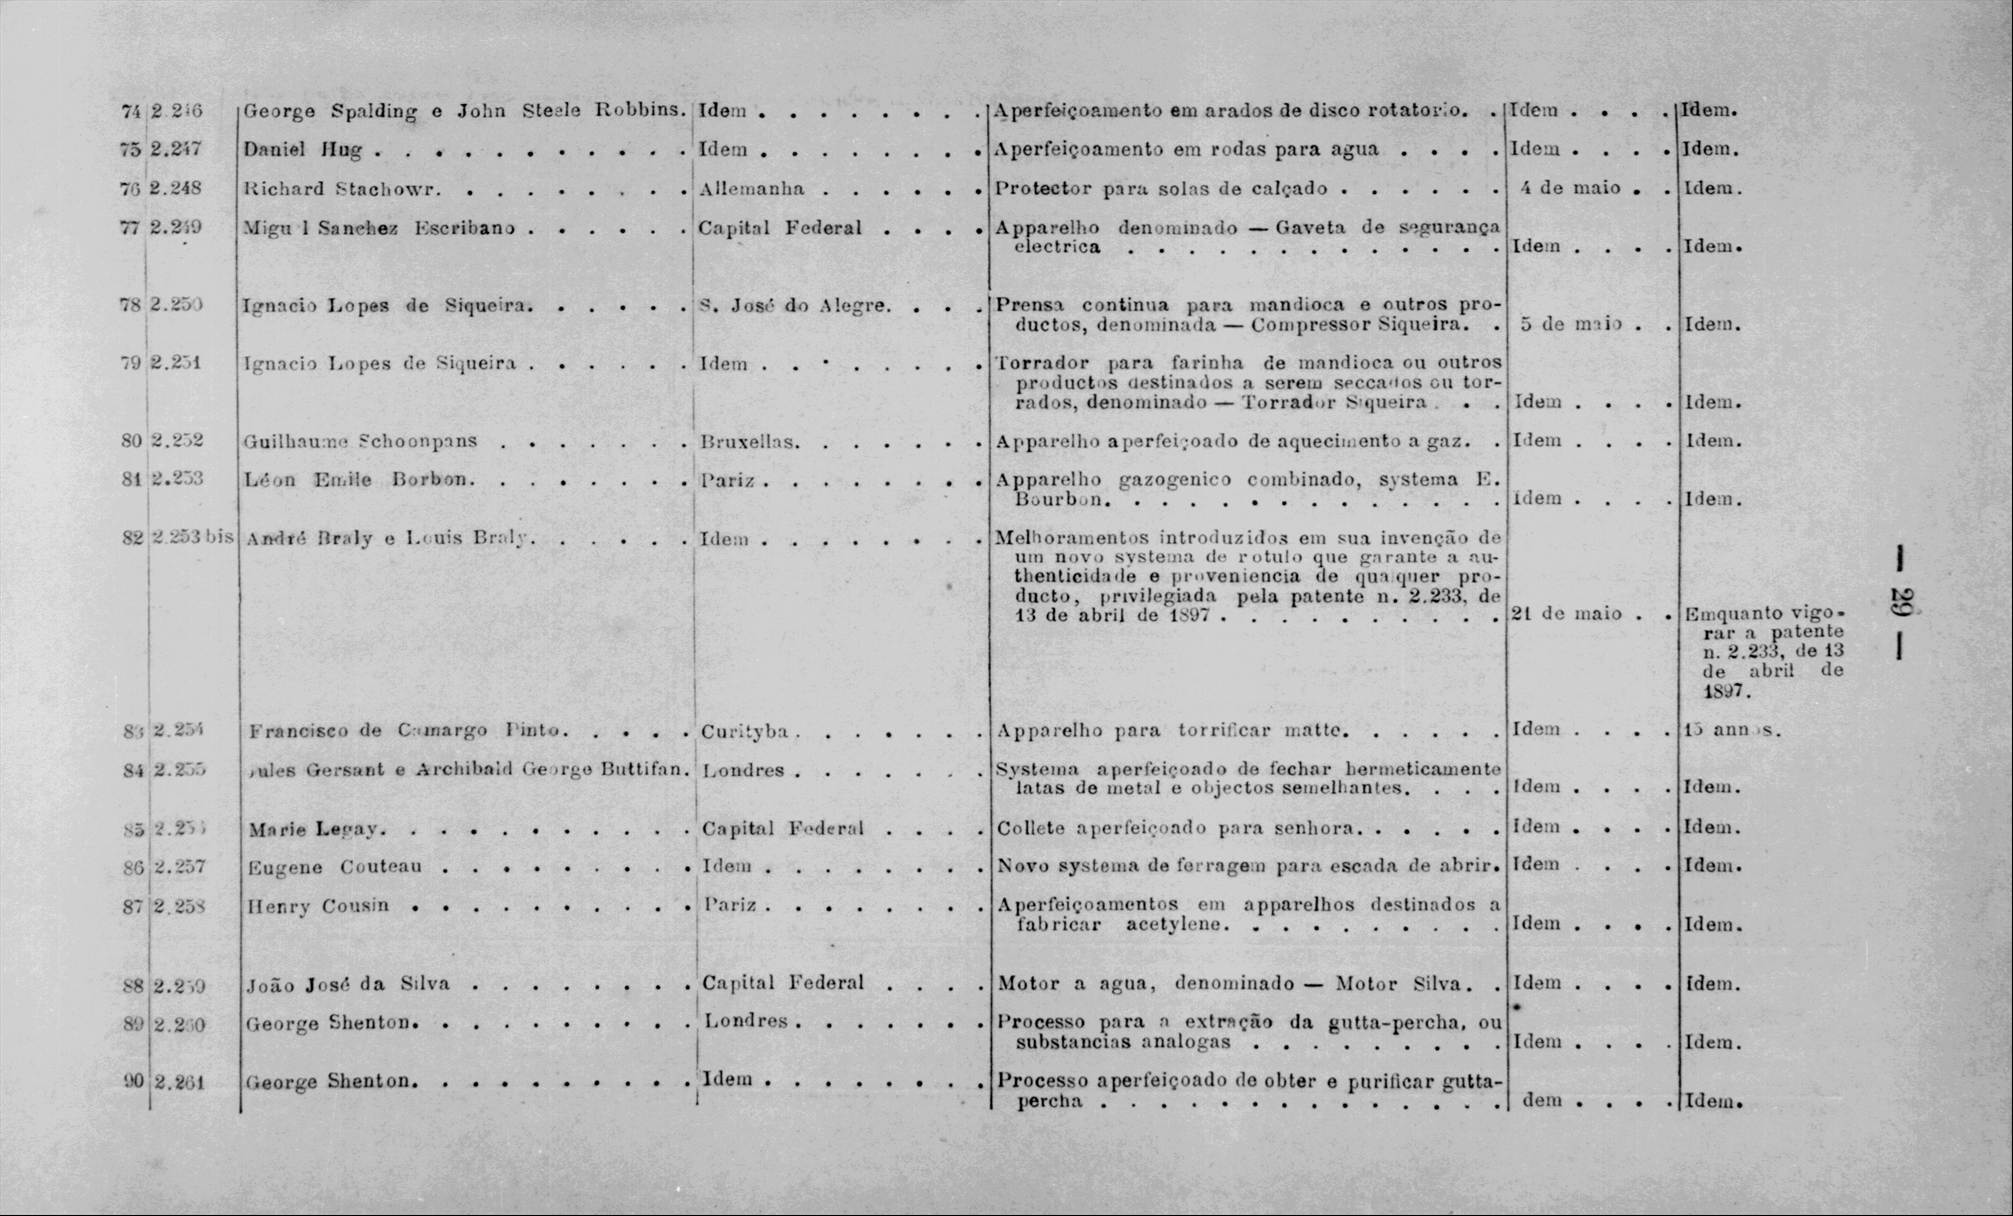 74 2 246 George Spalding e John Steele Robbins. Idem . . . . . . . . Aperfeiçoamento em arados de disco rotatorio. . Idem . . . . Idem.
75 2.247 Daniel Hug . . . . . . . . . . . Idem . . . . . . . . Aperfeiçoamento em rodas para agua . . . . Idem . . . . Idem.
76 2.248 Richard Stachowr. . . . . . . . . Allemanha . . . . . . Protector para solas de calçado . . . . . . 4 de maio . . Idem.
77 2.249 Migu l Sanchez Escribano . . . . . . Capital Federal . . . . Apparelho denominado — Gaveta de segurança
electrica . . . . . . . . . . . . . Idem . . . . Idem.
78 2.250 Ignacio Lopes de Siqueira. . . . . . S. José do Alegre. . . . Prensa continua para mandioca e outros pro-
ductos, denominada — Compressor Siqueira. . 5 de maio . . Idem.
79 2.251 Ignacio Lopes de Siqueira . . . . . . Idem . . . . . . . . Torrador para farinha de mandioca ou outros
productos destinados a serem seccados ou tor-
rados, denominado — Torrador Siqueira . . . Idem . . . . Idem.
80 2.252 Guilhaume Schoonpans . . . . . . . Bruxellas. . . . . . . Apparelho aperfeiçoado de aquecimento a gaz. . Idem . . . . Idem.
81 2.253 Léon Emile Borbon. . . . . . . . Pariz . . . . . . . . Apparelho gazogenico combinado, systema E.
Bourbon. . . . . . . . . . . . . . Idem . . . . Idem.
82 2.253 bis André Braly e Louis Braly. . . . . . Idem . . . . . . . . Melhoramentos introduzidos em sua invenção de
um novo systema de rotulo que garante a au-
thenticidade e proveniencia de qualquer pro-
ducto, privilegiada pela patente n. 2.233, de
13 de abril de 1897 . . . . . . . . . . 21 de maio . . Emquanto vigo-
rar a patente
n. 2.233, de 13
de abril de
1897.
83 2.254 Francisco de Camargo Pinto. . . . . Curityba . . . . . . . Apparelho para torrificar matte. . . . . . Idem . . . . 15 annos.
84 2.255 Jules Gersant e Archibald George Buttifan. Londres . . . . . . . Systema aperfeiçoado de fechar hermeticamente
latas de metal e objectos semelhantes. . . . Idem . . . . Idem.
85 2.256 Marie Legay. . . . . . . . . . . Capital Federal . . . . Collete aperfeiçoado para senhora. . . . . . Idem . . . . Idem.
86 2.257 Eugene Couteau . . . . . . . . . Idem . . . . . . . . Novo systema de ferragem para escada de abrir. Idem . . . . Idem.
87 2.258 Henry Cousin . . . . . . . . . . Pariz . . . . . . . . Aperfeiçoamentos em apparelhos destinados a
fabricar acetylene. . . . . . . . . . Idem . . . . Idem.
88 2.259 João José da Silva . . . . . . . . Capital Federal . . . . Motor a agua, denominado — Motor Silva. . Idem . . . . Idem.
89 2.260 George Shenton. . . . . . . . . . Londres . . . . . . . Processo para a extração da gutta-percha, ou
substancias analogas . . . . . . . . . Idem . . . . Idem.
90 2.261 George Shenton. . . . . . . . . . Idem . . . . . . . . Processo aperfeiçoado de obter e purificar gutta-
percha . . . . . . . . . . . . . . dem . . . . Idem.
— 29 —